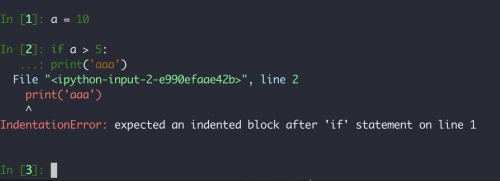 In [1]: a = 10
In [2]: if a > 5:
   ...: print('aaa')
  File "<ipython-input-2-e990efaae42b>", line 2
    print('aaa')
    ^
IndentationError: expected an indented block after 'if' statement on line 1
In [3]: